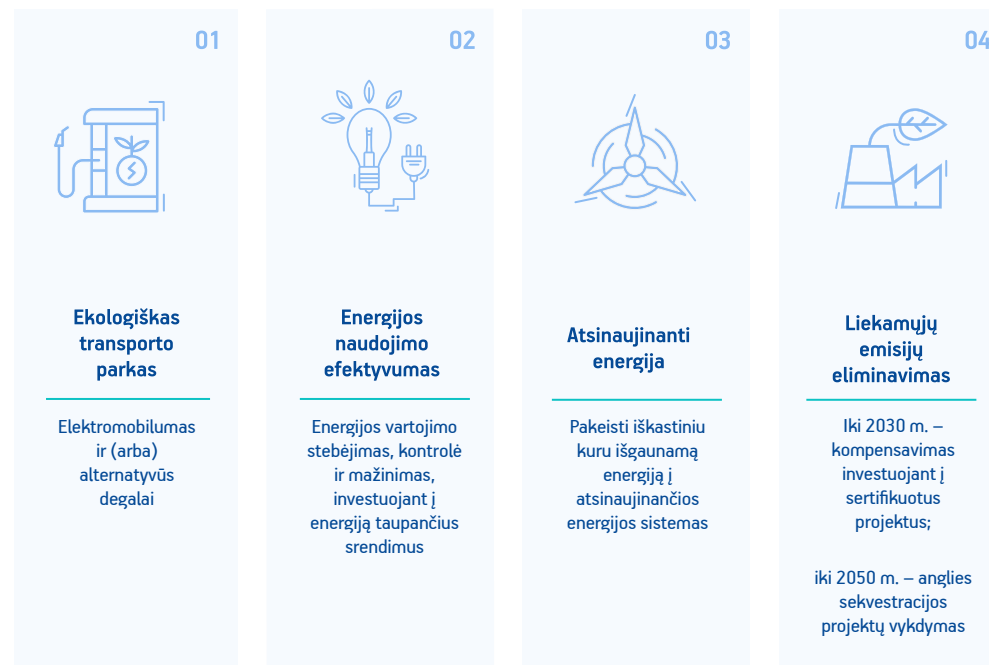 01
Ekologiškas
transporto
parkas
Elektromobilumas
ir (arba)
alternatyvūs
degalai
02
Energijos
naudojimo
efektyvumas
Energijos vartojimo
stebėjimas, kontrolė
ir mažinimas,
investuojant į
energiją taupančius
srendimus
03
Atsinaujinanti
energija
Pakeisti iškastiniu
kuru išgaunamą
energiją į
atsinaujinančios
energijos sistemas
04
Liekamųjų
emisijų
eliminavimas
Iki 2030 m. –
kompensavimas
investuojant į
sertifikuotus
projektus;
iki 2050 m. – anglies
sekvestracijos
projektų vykdymas